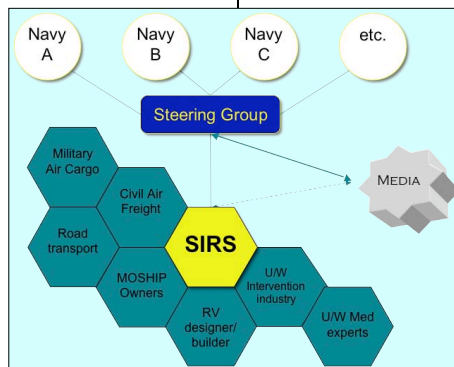 Navy
A
Navy
B
Navy
C
etc.
Steering Group
MEDIA
Military
Air Cargo
Civil Air
Freight
Road
transport
SIRS
MOSHIP
Owners
U/W
Intervention
industry
RV
designer/
builder
U/W Med
experts